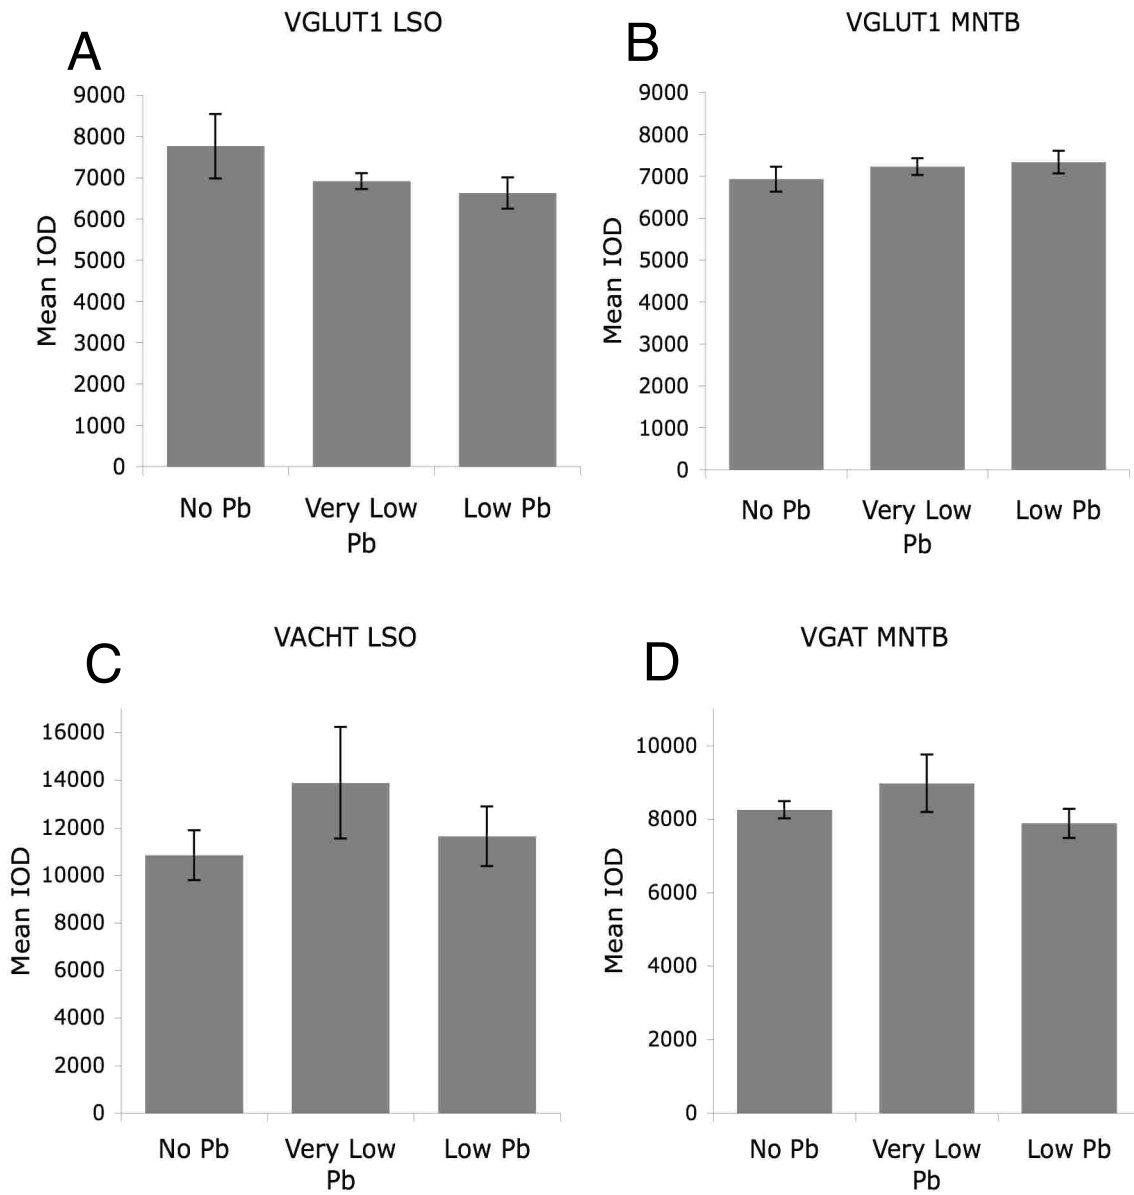 VGLUT1 LSO
A
9000
8000
7000
6000
5000
4000
3000
2000
1000
0
Mean IOD
No Pb
Very Low
Pb
Low Pb
VGLUT1 MNTB
B
9000
8000
7000
6000
5000
4000
3000
2000
1000
0
Mean IOD
No Pb
Very Low
Pb
Low Pb
VACHT LSO
C
16000
14000
12000
10000
8000
6000
4000
2000
0
Mean IOD
No Pb
Very Low
Pb
Low Pb
VGAT MNTB
D
10000
8000
6000
4000
2000
0
Mean IOD
No Pb
Very Low
Pb
Low Pb